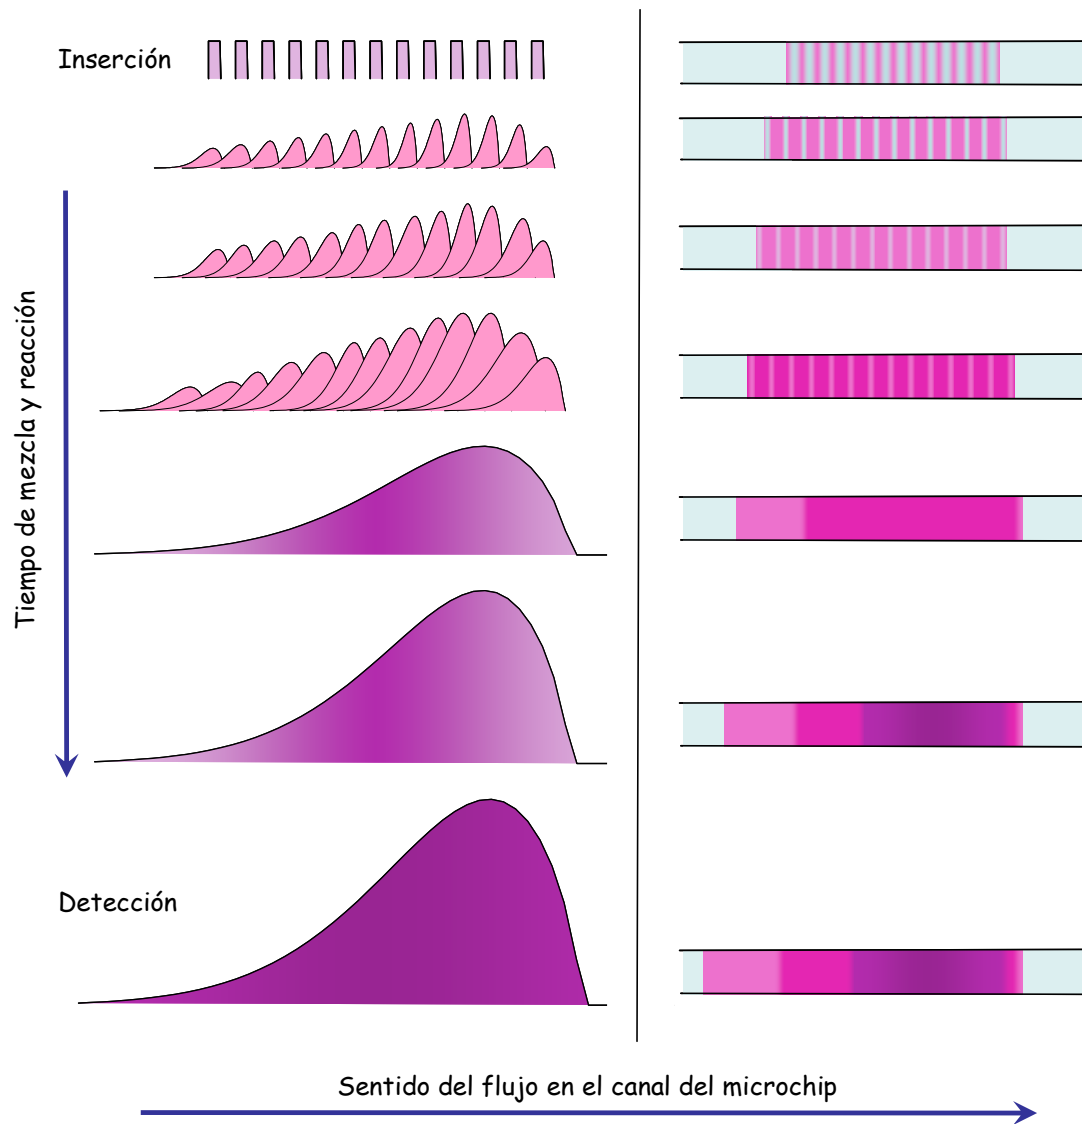 Inserción
Tiempo de mezcla y reacción
Detección
Sentido del flujo en el canal del microchip